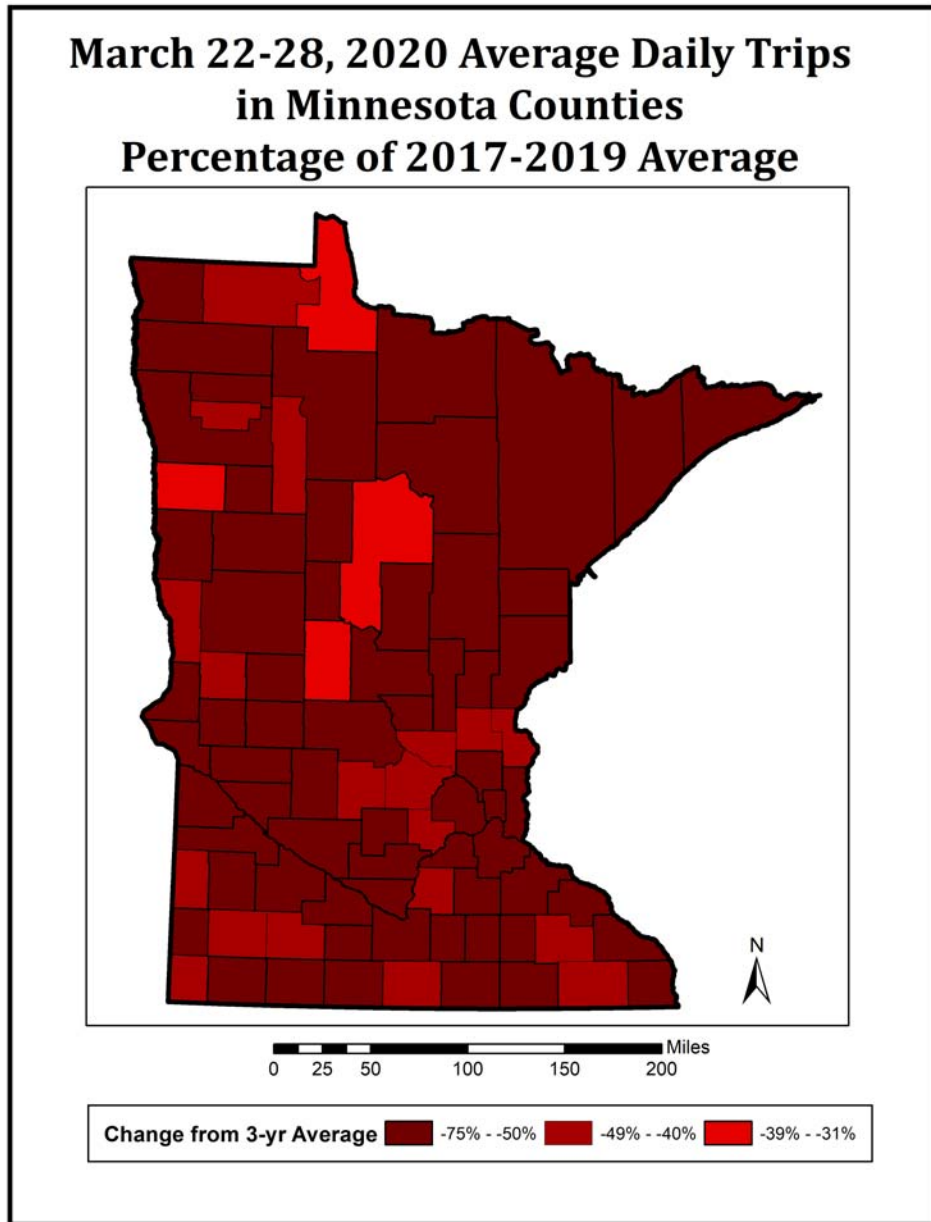 March 22-28, 2020 Average Daily Trips
in Minnesota Counties
Percentage of 2017-2019 Average
N
Miles
0 25 50 100 150 200
Change from 3-yr Average -75% - -50% -49% - -40% -39% - -31%